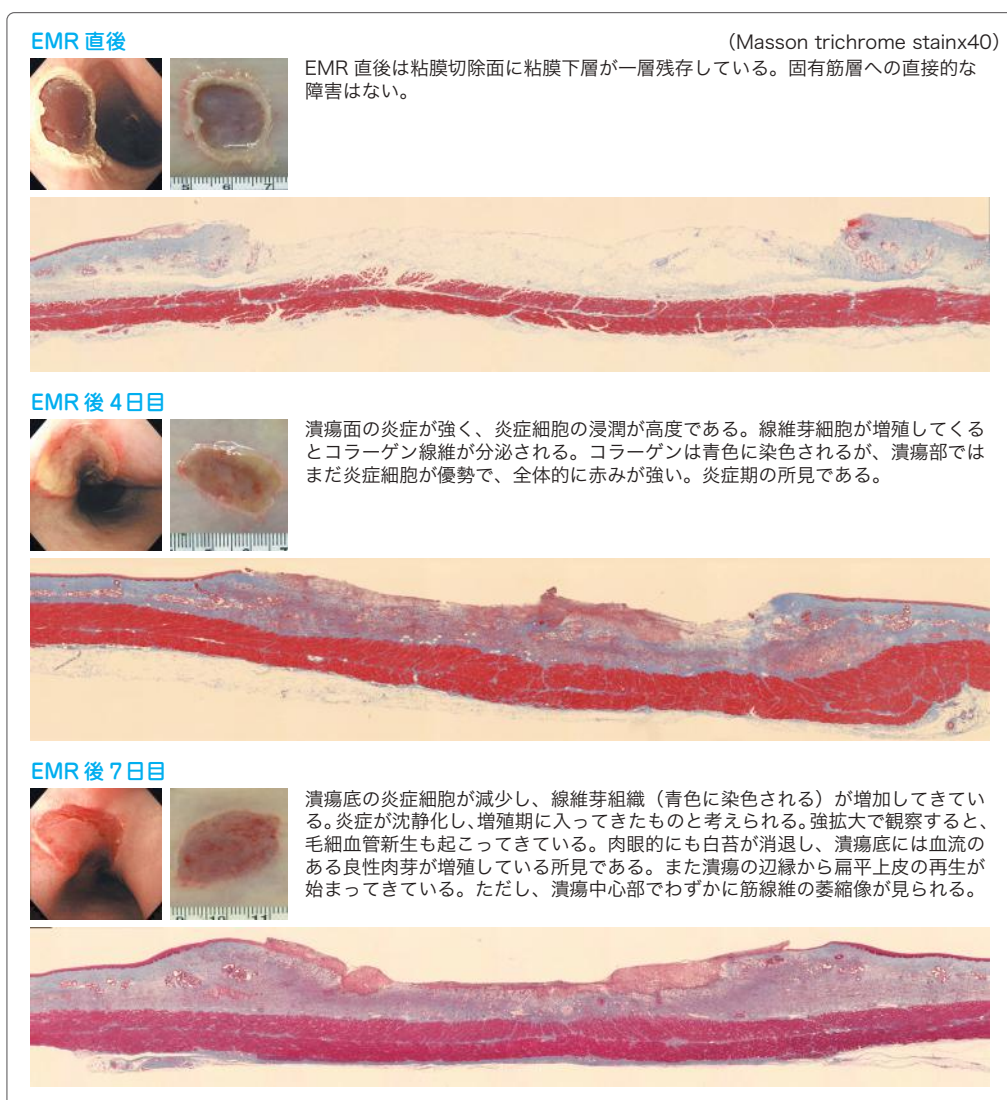 EMR 直後
(Masson trichrome stainx40)
EMR 直後は粘膜切除面に粘膜下層が一層残存している。固有筋層への直接的な
障害はない。
5 6 7
EMR 後 4日目
潰瘍面の炎症が強く、炎症細胞の浸潤が高度である。線維芽細胞が増殖してくる
とコラーゲン線維が分泌される。コラーゲンは青色に染色されるが、潰瘍部では
まだ炎症細胞が優勢で、全体的に赤みが強い。炎症期の所見である。
EMR 後 7日目
潰瘍底の炎症細胞が減少し、線維芽組織（青色に染色される）が増加してきてい
る。炎症が沈静化し、増殖期に入ってきたものと考えられる。強拡大で観察すると、
毛細血管新生も起こってきている。肉眼的にも白苔が消退し、潰瘍底には血流の
ある良性肉芽が増殖している所見である。また潰瘍の辺縁から扁平上皮の再生が
始まってきている。ただし、潰瘍中心部でわずかに筋線維の萎縮像が見られる。
9 10 11